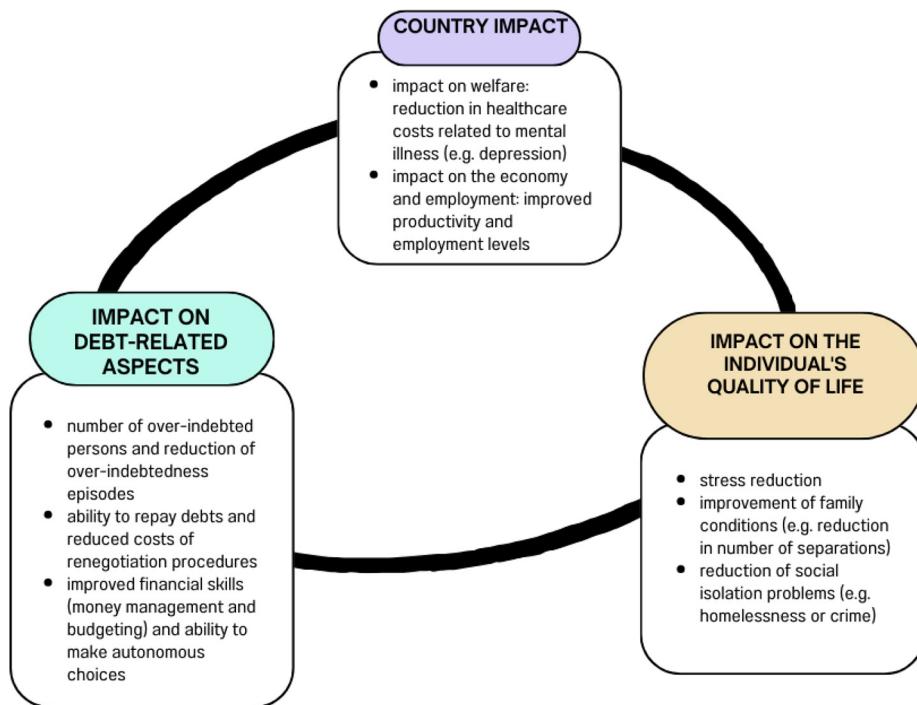 COUNTRY IMPACT
• impact on welfare:
reduction in healthcare
costs related to mental
illness (e.g. depression)
• impact on the economy
and employment: improved
productivity and
employment levels
IMPACT ON
DEBT-RELATED
ASPECTS
• number of over-indebted
persons and reduction of
over-indebtedness
episodes
• ability to repay debts and
reduced costs of
renegotiation procedures
• improved financial skills
(money management and
budgeting) and ability to
make autonomous
choices
IMPACT ON THE
INDIVIDUAL'S
QUALITY OF LIFE
• stress reduction
• improvement of family
conditions (e.g. reduction
in number of separations)
• reduction of social
isolation problems (e.g.
homelessness or crime)